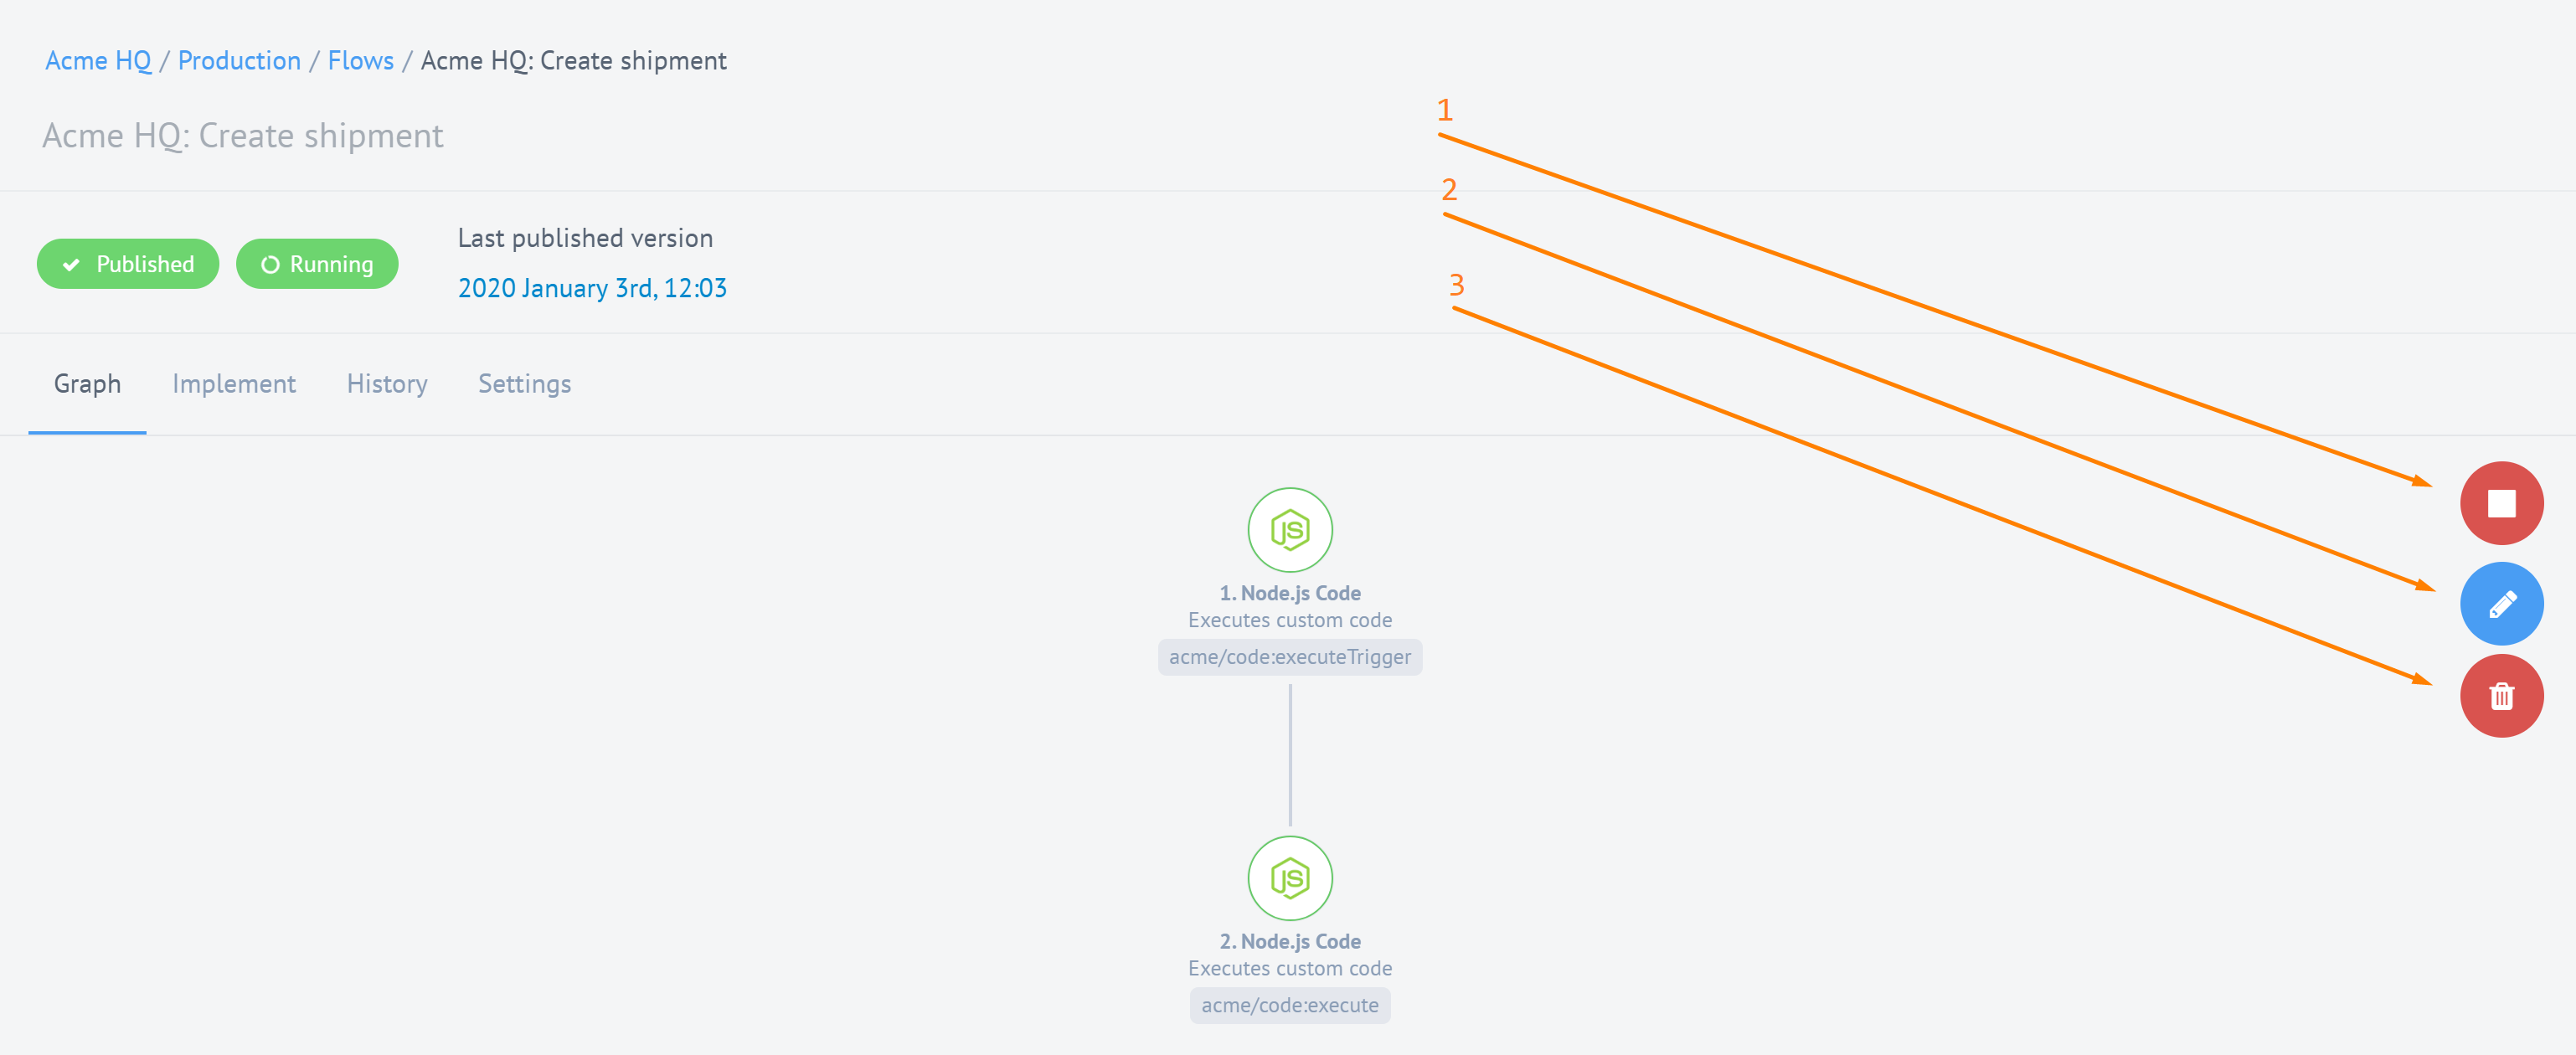 Acme HQ / Production / Flows / Acme HQ: Create shipment
Acme HQ: Create shipment
1
2
3
Published
Running
Last published version
2020 January 3rd, 12:03
Graph
Implement
History
Settings
JS
1. Node.js Code
Executes custom code
acme/code:executeTrigger
JS
2. Node.js Code
Executes custom code
acme/code:execute